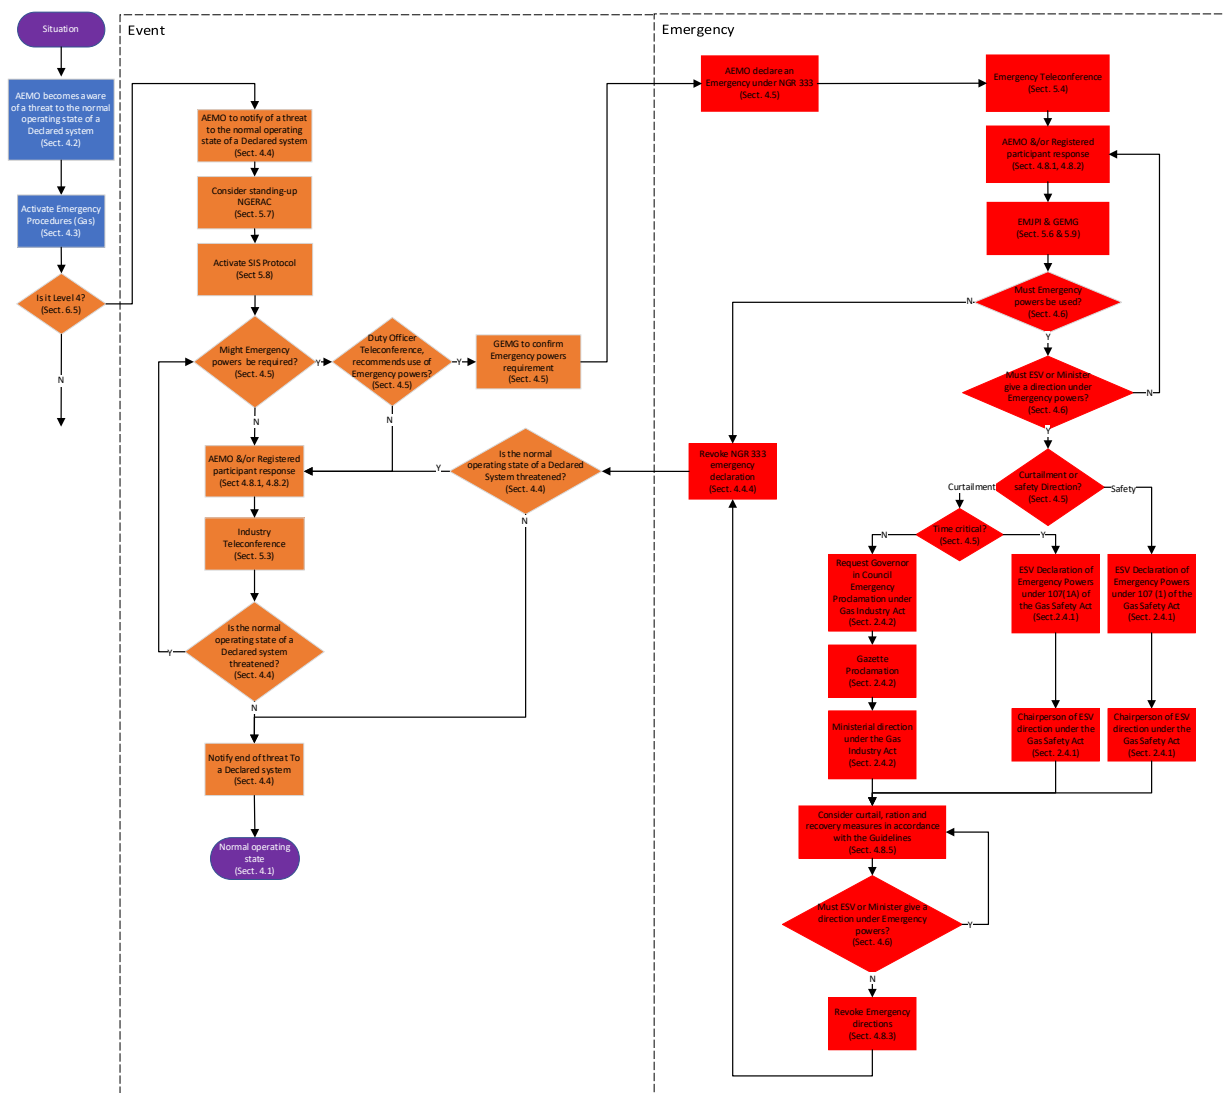 Situation
AEMO becomes aware
of a threat to the normal
operating state of a
Declared system
(Sect. 4.2)
Activate Emergency
Procedures (Gas)
(Sect. 4.3)
Is it Level 4?
(Sect. 6.5)
N
Event
AEMO to notify of a threat
to the normal operating
state of a Declared system
(Sect. 4.4)
Consider standing-up
NGERAC
(Sect. 5.7)
Activate SIS Protocol
(Sect 5.8)
Might Emergency
powers be required?
(Sect. 4.5)
Y
N
Duty Officer
Teleconference,
recommends use of
Emergency powers?
(Sect. 4.5)
Y
N
GEMG to confirm
Emergency powers
requirement
(Sect. 4.5)
AEMO &/or Registered
participant response
(Sect 4.8.1, 4.8.2)
Industry
Teleconference
(Sect. 5.3)
Is the normal
operating state of a
Declared system
threatened?
(Sect. 4.4)
Y
N
Is the normal
operating state of a Declared
System threatened?
(Sect. 4.4)
Y
N
Notify end of threat To
a Declared system
(Sect. 4.4)
Normal operating
state
(Sect. 4.1)
Emergency
AEMO declare an
Emergency under NGR 333
(Sect. 4.5)
Emergency Teleconference
(Sect. 5.4)
AEMO &/or Registered
participant response
(Sect. 4.8.1, 4.8.2)
EMJPI & GEMG
(Sect. 5.6 & 5.9)
Must Emergency
powers be used?
(Sect. 4.6)
N
Y
Must ESV or Minister
give a direction under
Emergency powers?
(Sect. 4.6)
N
Y
Curtailment or
safety Direction?
(Sect. 4.5)
Curtailment
Safety
Time critical?
(Sect. 4.5)
N
Y
Revoke NGR 333
emergency
declaration
(Sect. 4.4.4)
Request Governor
in Council
Emergency
Proclamation under
Gas Industry Act
(Sect. 2.4.2)
ESV Declaration of
Emergency Powers
under 107(1A) of
the Gas Safety Act
(Sect.2.4.1)
ESV Declaration of
Emergency Powers
under 107 (1) of the
Gas Safety Act
(Sect. 2.4.1)
Gazette
Proclamation
(Sect. 2.4.2)
Ministerial direction
under the Gas
Industry Act
(Sect. 2.4.2)
Chairperson of ESV
direction under the
Gas Safety Act
(Sect. 2.4.1)
Chairperson of ESV
direction under the
Gas Safety Act
(Sect. 2.4.1)
Consider curtail, ration and
recovery measures in accordance
with the Guidelines
(Sect. 4.8.5)
Must ESV or Minister give a
direction under Emergency
powers?
(Sect. 4.6)
Y
N
Revoke Emergency
directions
(Sect. 4.8.3)